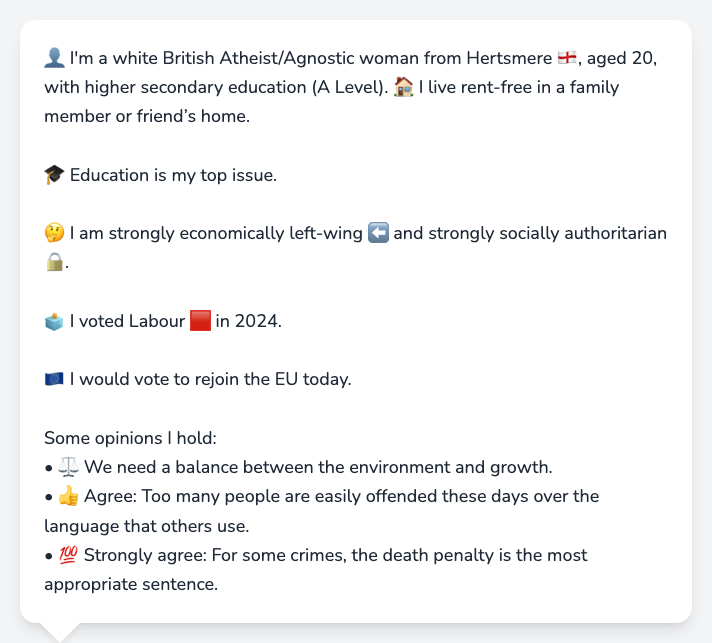 👤 I'm a white British Atheist/Agnostic woman from Hertsmere 🏴󠁧󠁢󠁥󠁮󠁧󠁿, aged 20,
with higher secondary education (A Level). 🏠 I live rent-free in a family
member or friend’s home.
🎓 Education is my top issue.
🤔 I am strongly economically left-wing ⬅️ and strongly socially authoritarian
🔒.
🗳️ I voted Labour 🟥 in 2024.
🇪🇺 I would vote to rejoin the EU today.
Some opinions I hold:
• ⚖️ We need a balance between the environment and growth.
• 👍 Agree: Too many people are easily offended these days over the
language that others use.
• 💯 Strongly agree: For some crimes, the death penalty is the most
appropriate sentence.